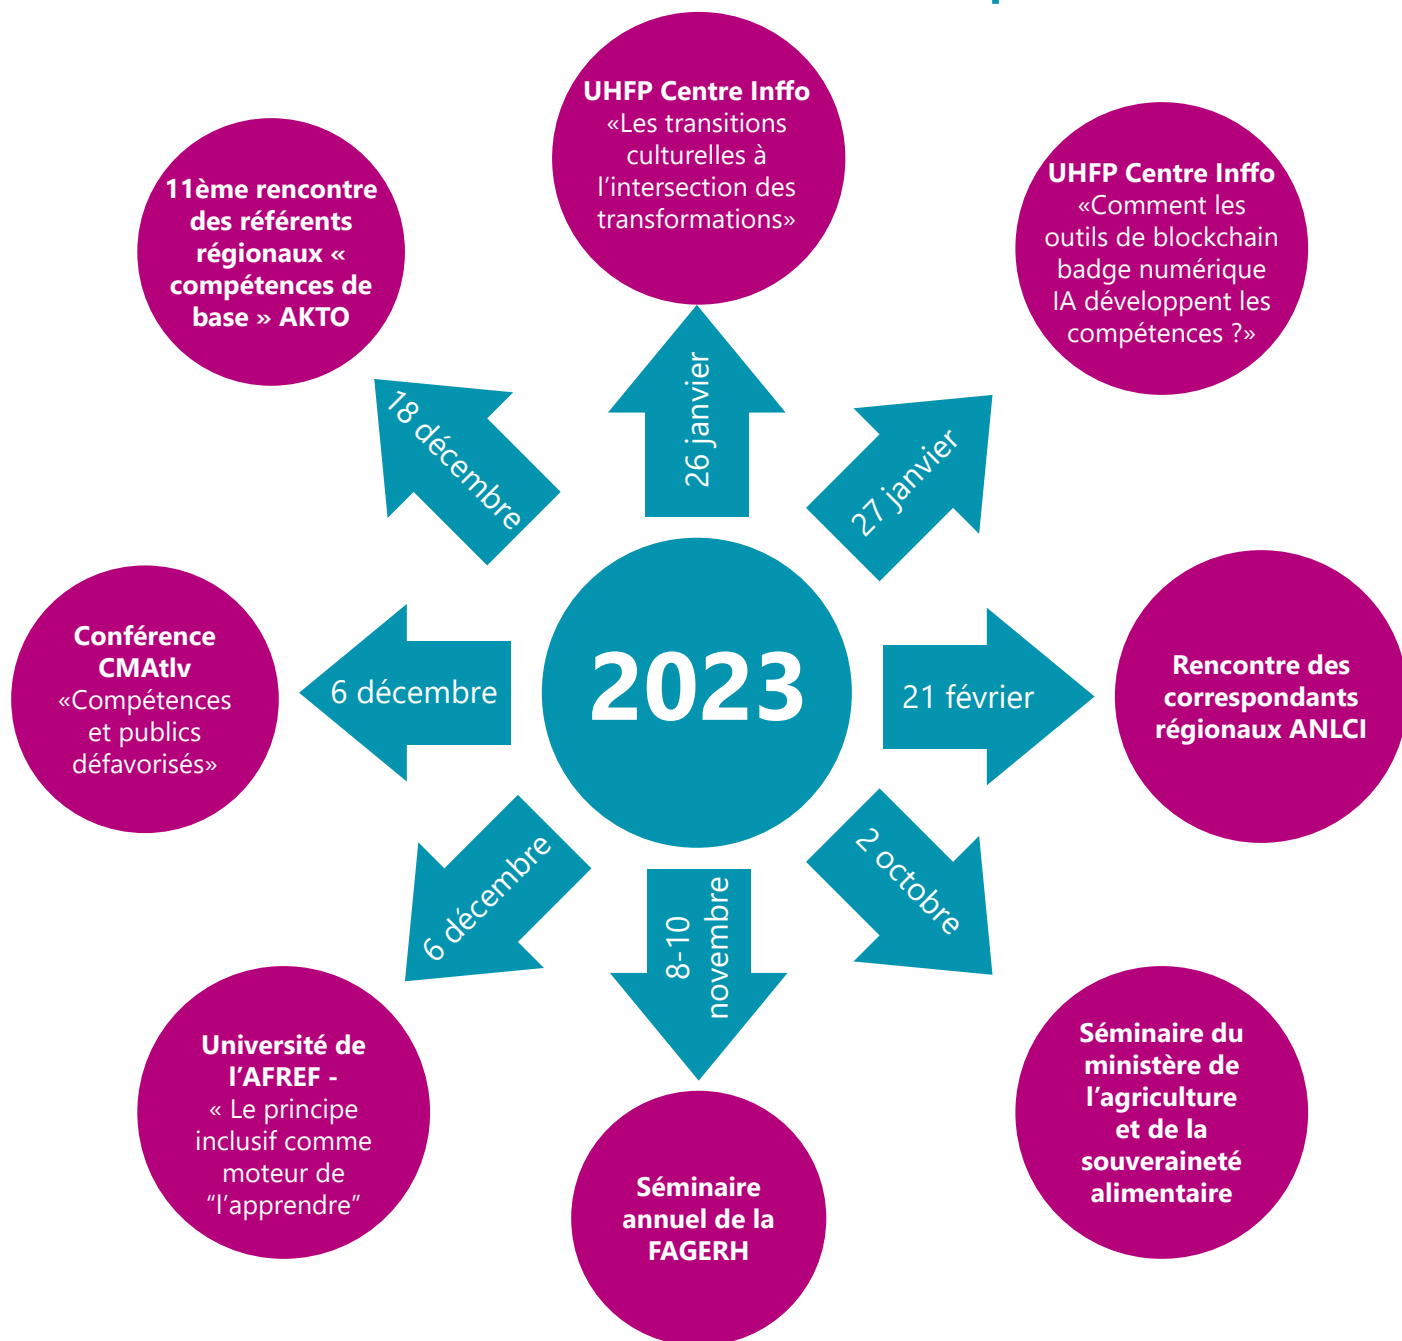 UHFP Centre Inffo
«Les transitions
culturelles à
l'intersection des
transformations»
26 janvier
UHFP Centre Inffo
«Comment les
outils de blockchain
badge numérique
IA développent les
compétences ?»
27 janvier
Rencontre des
correspondants
régionaux ANLCI
21 février
Séminaire du
ministère de
l'agriculture
et de la
souveraineté
alimentaire
2 octobre
Séminaire
annuel de la
FAGERH
8-10
novembre
Université de
l'AFREF -
« Le principe
inclusif comme
moteur de
“l'apprendre”
6 décembre
Conférence
CMAtlv
«Compétences
et publics
défavorisés»
6 décembre
11ème rencontre
des référents
régionaux «
compétences de
base » AKTO
18 décembre
2023